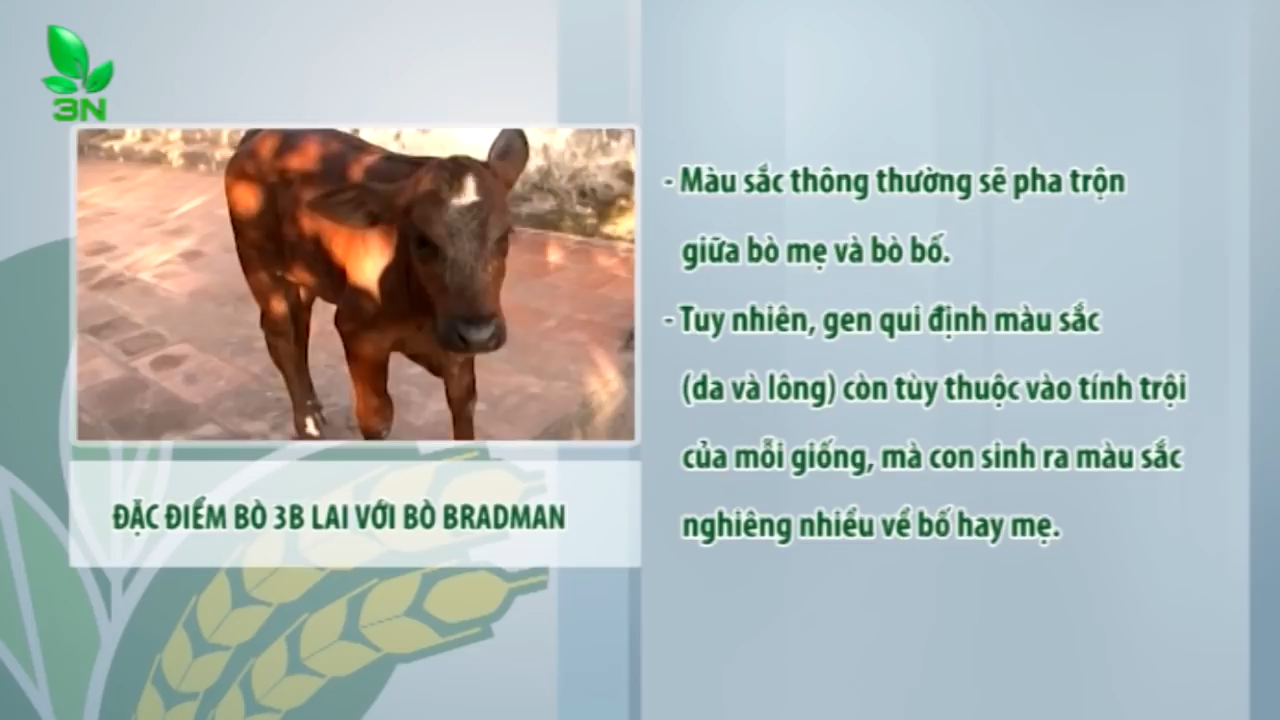 3N
- Màu sắc thông thường sẽ pha trộn
giữa bò mẹ và bò bố.
- Tuy nhiên, gen qui định màu sắc
(da và lông) còn tùy thuộc vào tính trội
của mỗi giống, mà con sinh ra màu sắc
nghiêng nhiều về bố hay mẹ.
ĐẶC ĐIỂM BÒ 3B LAI VỚI BÒ BRADMAN